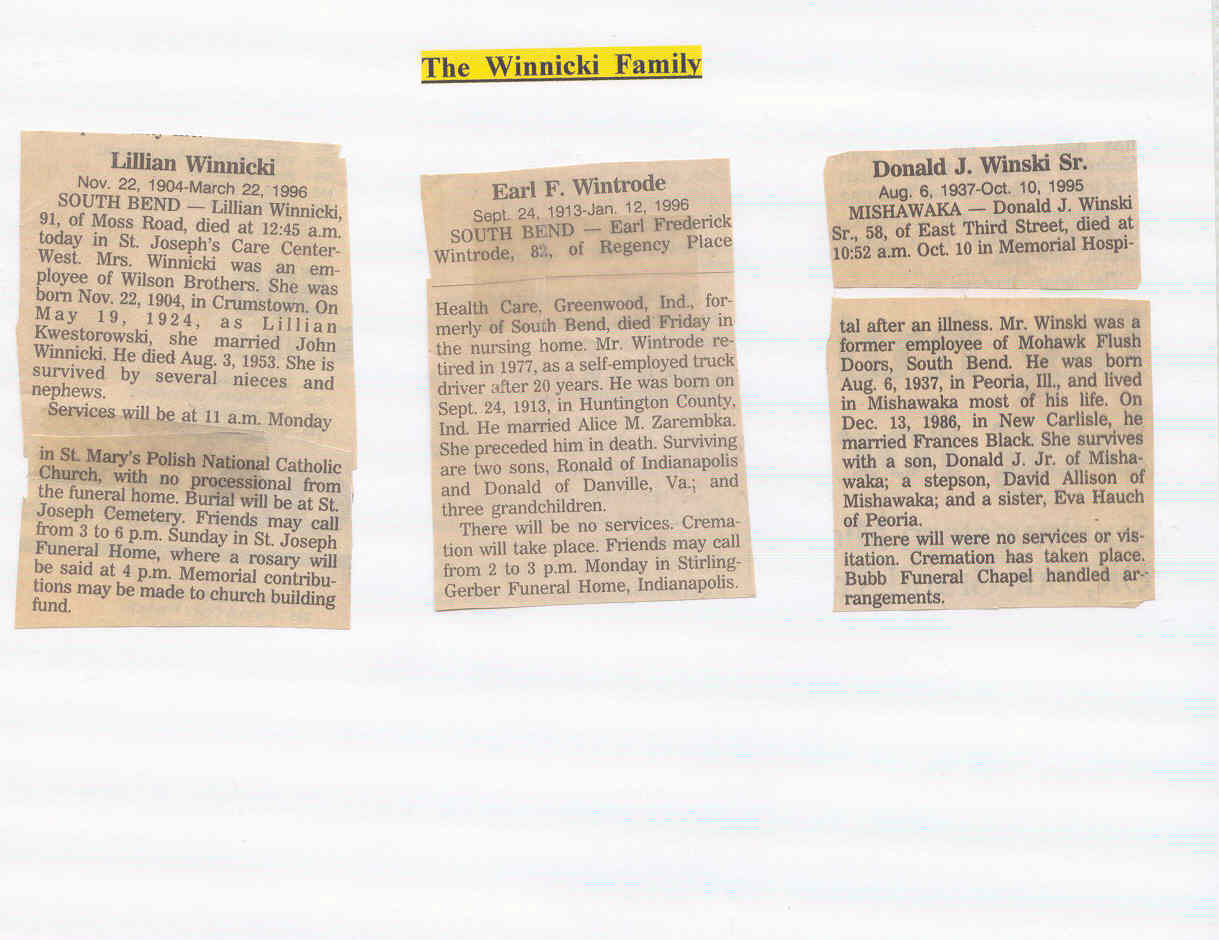 The Winnicki Family
Lillian Winnicki
Nov. 22, 1904-March 22, 1996
SOUTH BEND — Lillian Winnicki,
91, of Moss Road, died at 12:45 a.m.
today in St. Joseph's Care Center-
West. Mrs. Winnicki was an em-
ployee of Wilson Brothers. She was
born Nov. 22, 1904, in Crumstown. On
May 19, 1924, as Lillian
Kwestorowski, she married John
Winnicki. He died Aug. 3, 1953. She is
survived by several nieces and
nephews.
Services will be at 11 a.m. Monday
in St. Mary's Polish National Catholic
Church, with no processional from
the funeral home. Burial will be at St.
Joseph Cemetery. Friends may call
from 3 to 6 p.m. Sunday in St. Joseph
Funeral Home, where a rosary will
be said at 4 p.m. Memorial contribu-
tions may be made to church building
fund.
Earl F. Wintrode
Sept. 24, 1913-Jan. 12, 1996
SOUTH BEND — Earl Frederick
Wintrode, 82, of Regency Place
Health Care, Greenwood, Ind., for-
merly of South Bend, died Friday in
the nursing home. Mr. Wintrode re-
tired in 1977, as a self-employed truck
driver after 20 years. He was born on
Sept. 24, 1913, in Huntington County,
Ind. He married Alice M. Zarembka.
She preceded him in death. Surviving
are two sons, Ronald of Indianapolis
and Donald of Danville, Va.; and
three grandchildren.
There will be no services. Crema-
tion will take place. Friends may call
from 2 to 3 p.m. Monday in Stirling-
Gerber Funeral Home, Indianapolis.
Donald J. Winski Sr.
Aug. 6, 1937-Oct. 10, 1995
MISHAWAKA — Donald J. Winski
Sr., 58, of East Third Street, died at
10:52 a.m. Oct. 10 in Memorial Hospi-
tal after an illness. Mr. Winski was a
former employee of Mohawk Flush
Doors, South Bend. He was born
Aug. 6, 1937, in Peoria, Ill., and lived
in Mishawaka most of his life. On
Dec. 13, 1986, in New Carlisle, he
married Frances Black. She survives
with a son, Donald J. Jr. of Misha-
waka; a stepson, David Allison of
Mishawaka; and a sister, Eva Hauch
of Peoria.
There will were no services or vis-
itation. Cremation has taken place.
Bubb Funeral Chapel handled ar-
rangements.